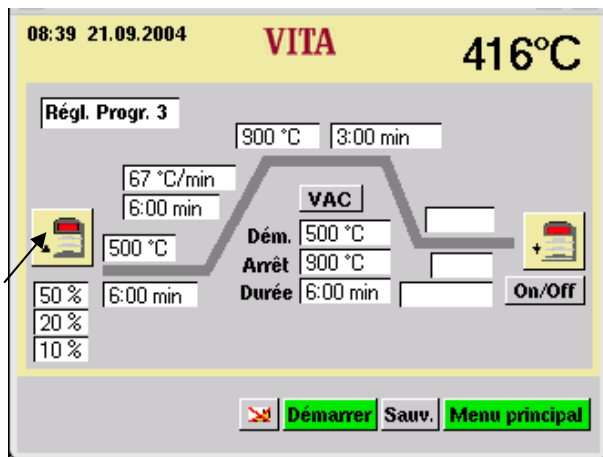 08:39 21.09.2004 VITA 416°C
Régl. Progr. 3
900 °C 3:00 min
67 °C/min
6:00 min VAC
500 °C Dém. 500 °C
Arrêt 900 °C
50 % 6:00 min Durée 6:00 min On/Off
20 %
10 %
Démarrer Sauv. Menu principal